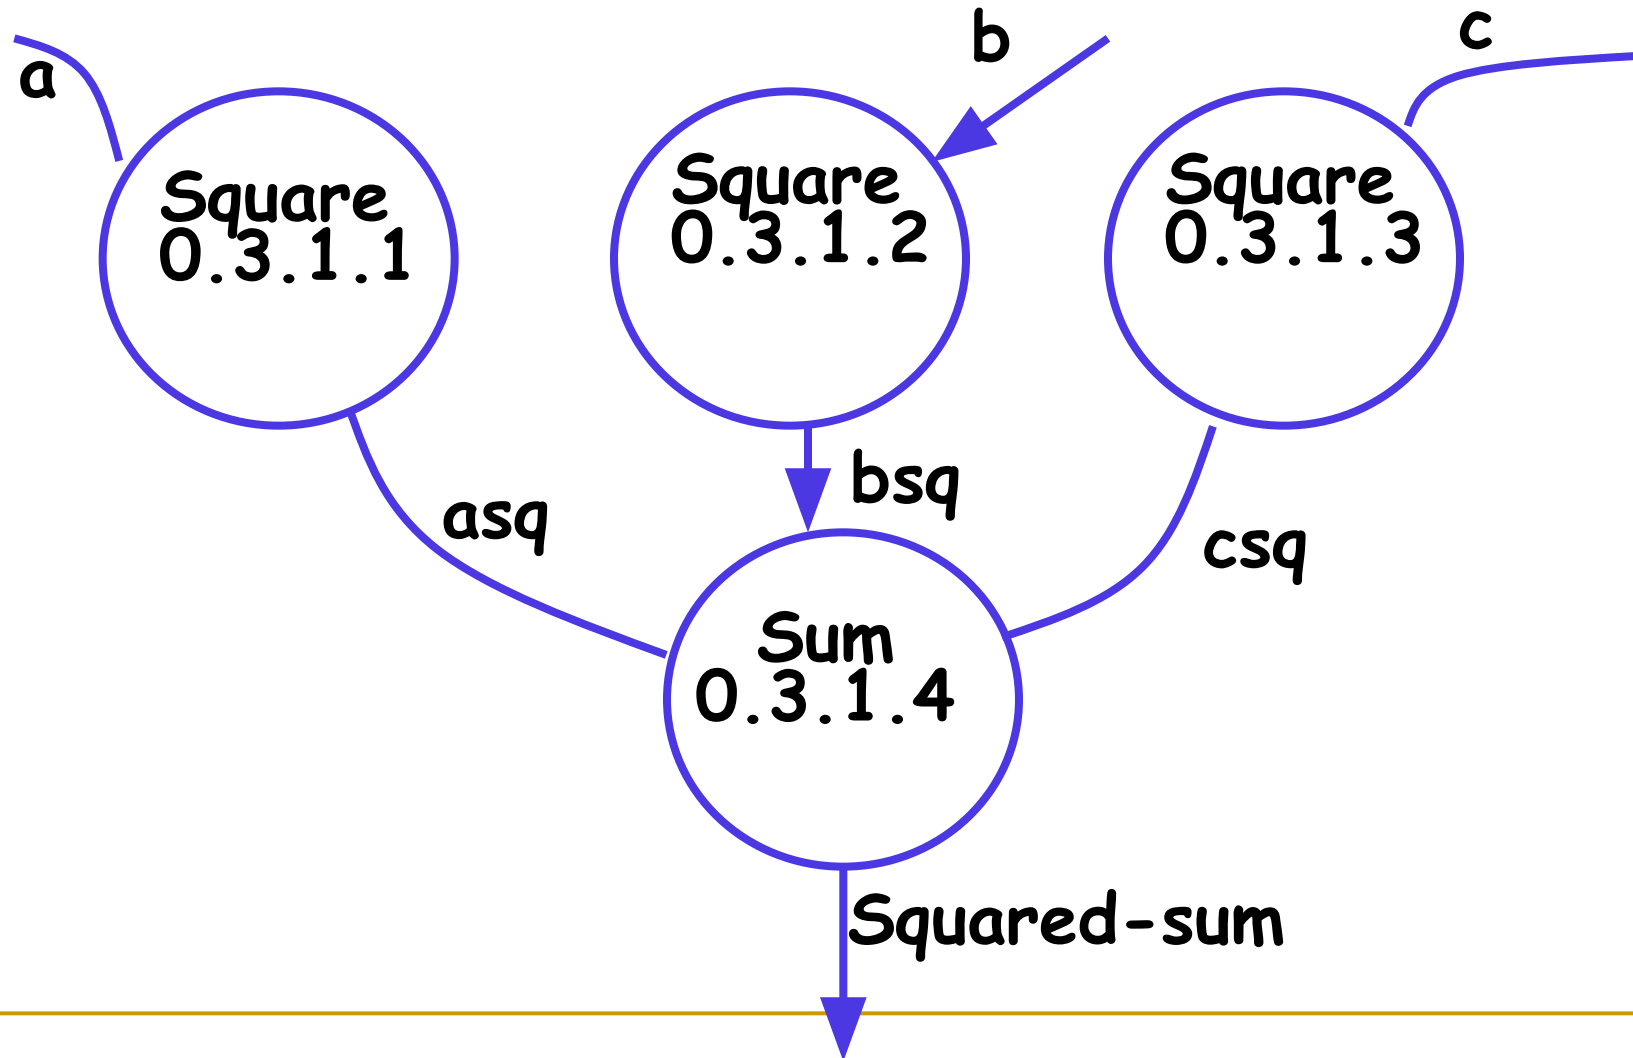 a
b
c
Square
0.3.1.1
Square
0.3.1.2
Square
0.3.1.3
asq
bsq
csq
Sum
0.3.1.4
Squared-sum